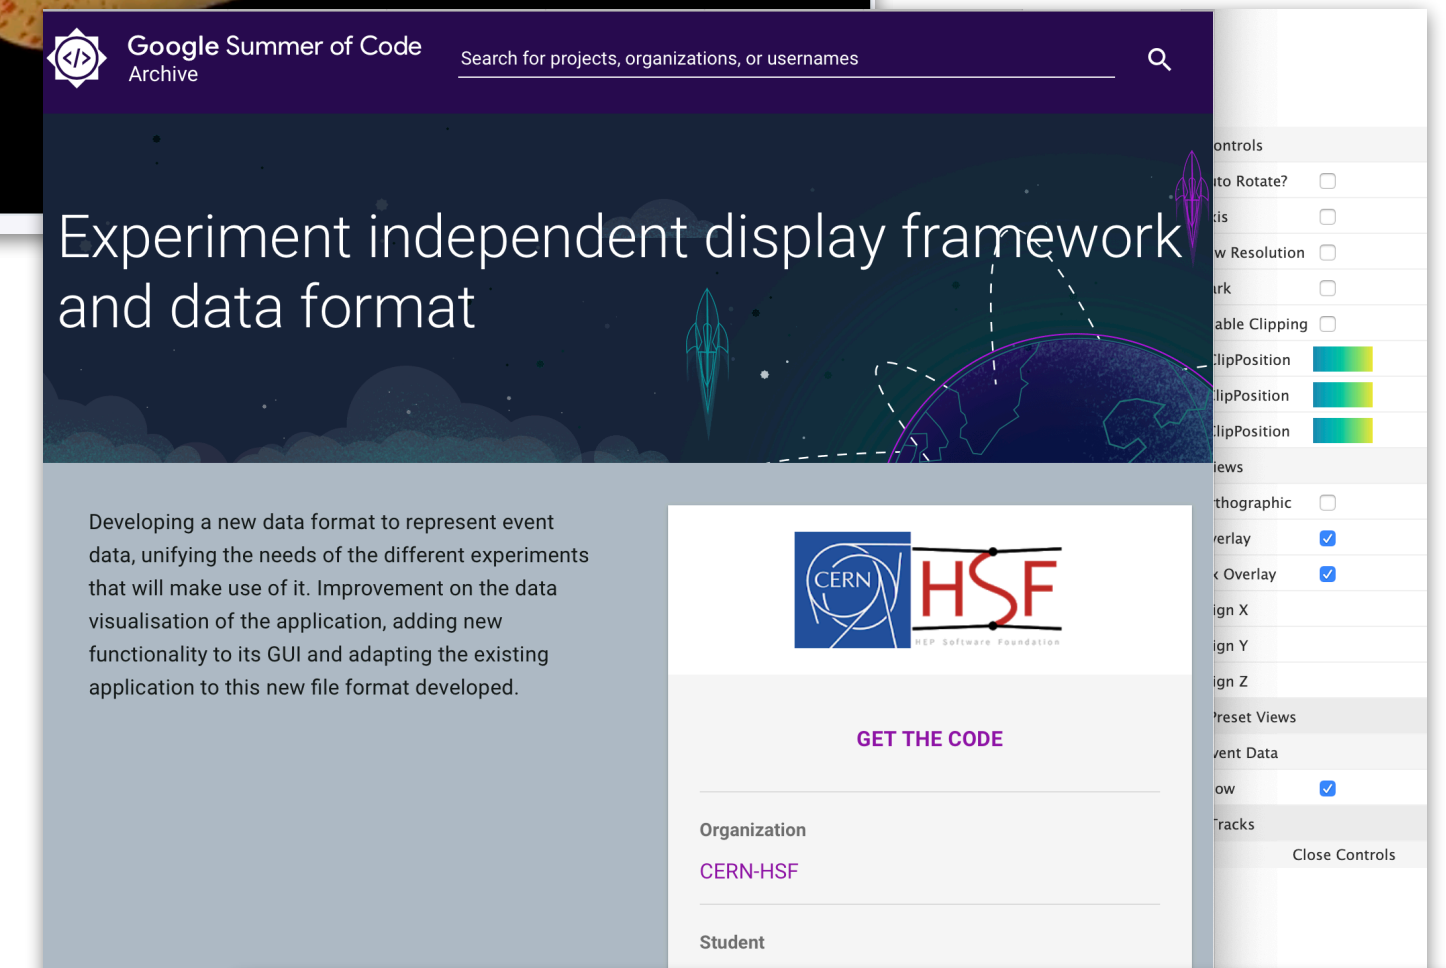 Google Summer of Code
Archive
Search for projects, organizations, or usernames
Experiment independent display framework
and data format
Developing a new data format to represent event
data, unifying the needs of the different experiments
that will make use of it. Improvement on the data
visualisation of the application, adding new
functionality to its GUI and adapting the existing
application to this new file format developed.
CERN
HSF
HEP Software Foundation
GET THE CODE
Organization
CERN-HSF
Student
ontrols
uto Rotate?
xis
w Resolution
ark
able Clipping
ClipPosition
ClipPosition
ClipPosition
iews
rthographic
verlay
k Overlay
ign X
ign Y
ign Z
Preset Views
vent Data
ow
Tracks
Close Controls